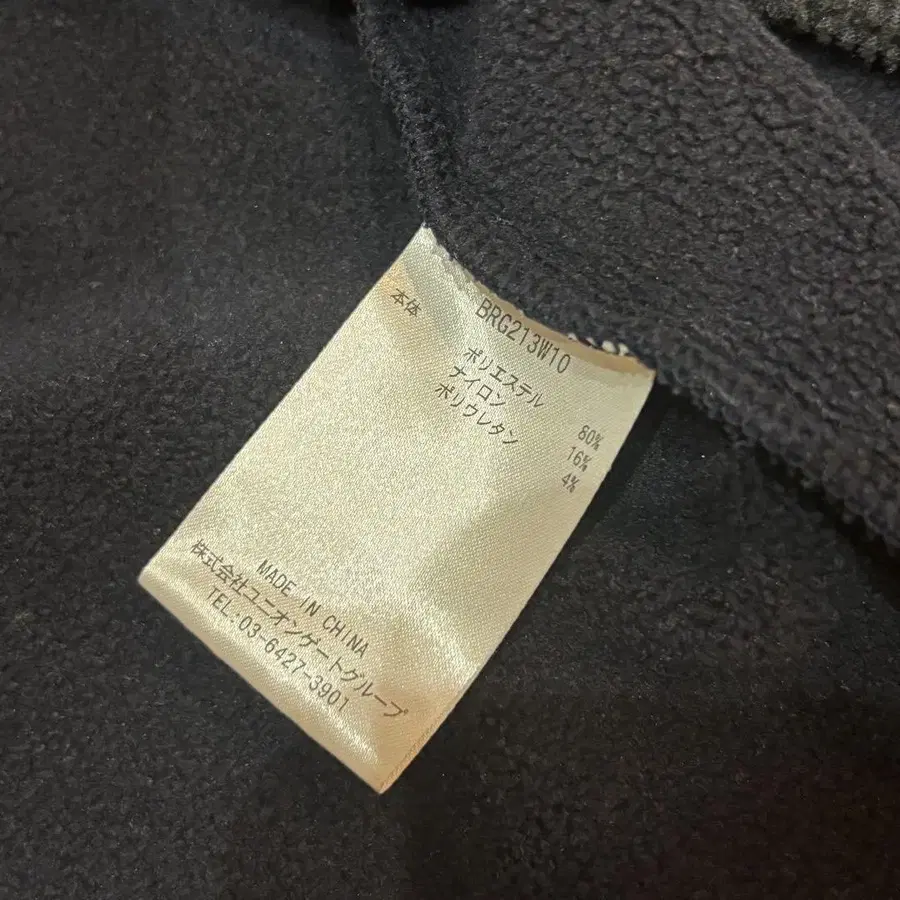 BRG213W10
本体
ポリエステル 80%
ナイロン 16%
ポリウレタン 4%
MADE IN CHINA
株式会社ユニオンゲートグループ
TEL:03-6427-3901